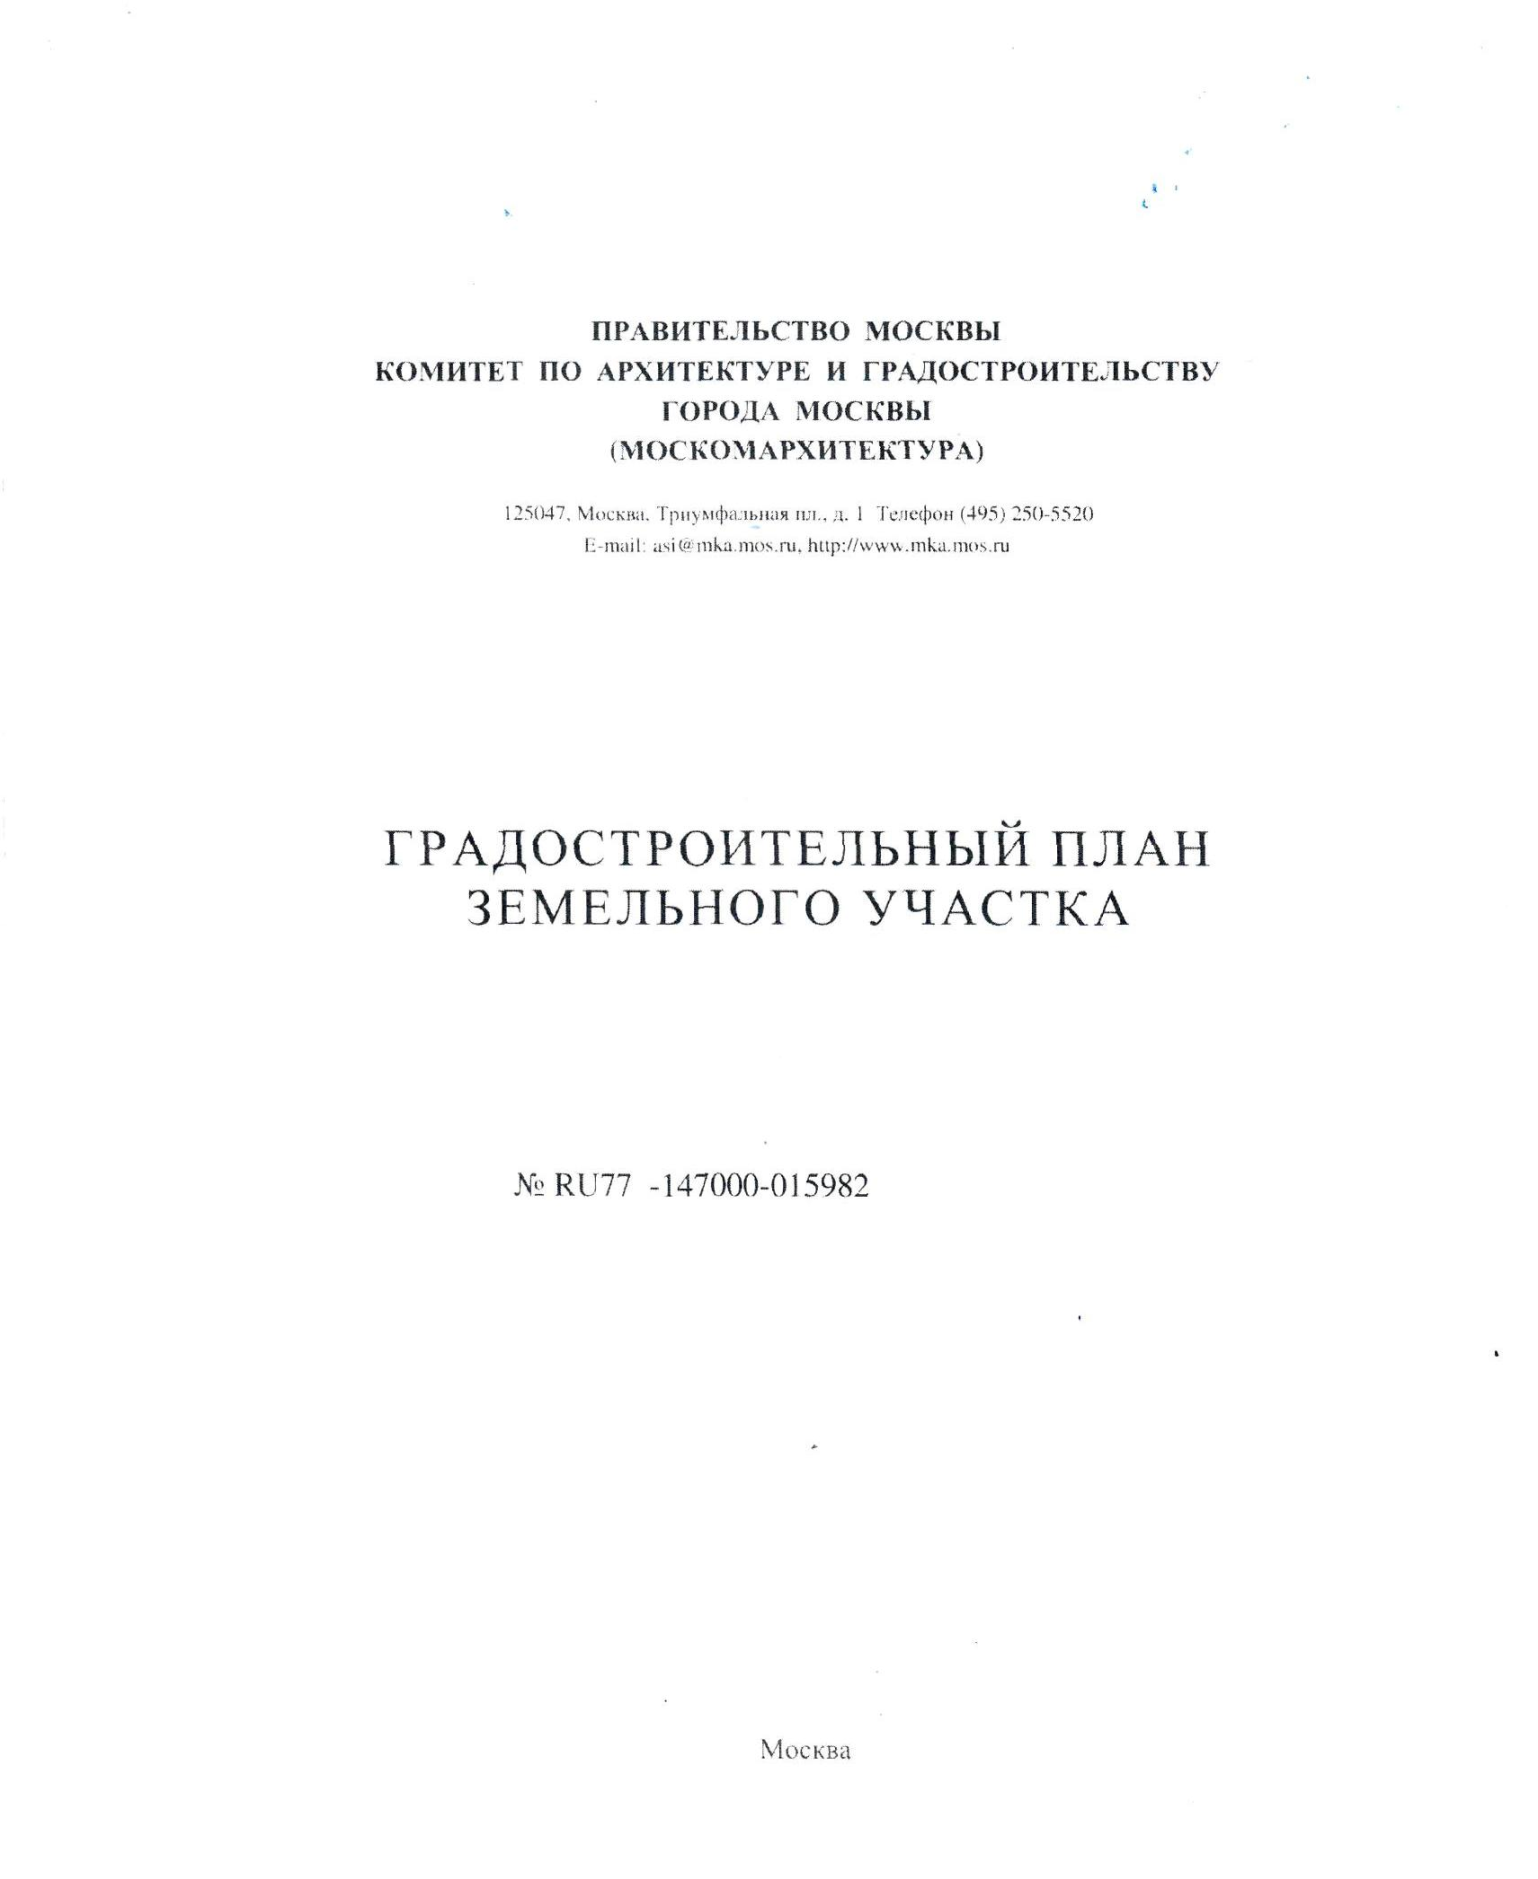 ПРАВИТЕЛЬСТВО МОСКВЫ
КОМИТЕТ ПО АРХИТЕКТУРЕ И ГРАДОСТРОИТЕЛЬСТВУ
ГОРОДА МОСКВЫ
(МОСКОМАРХИТЕКТУРА)
125047, Москва, Триумфальная пл., д. 1 Телефон (495) 250-5520
E-mail: asi@mka.mos.ru, http://www.mka.mos.ru
ГРАДОСТРОИТЕЛЬНЫЙ ПЛАН
ЗЕМЕЛЬНОГО УЧАСТКА
№ RU77 -147000-015982
Москва